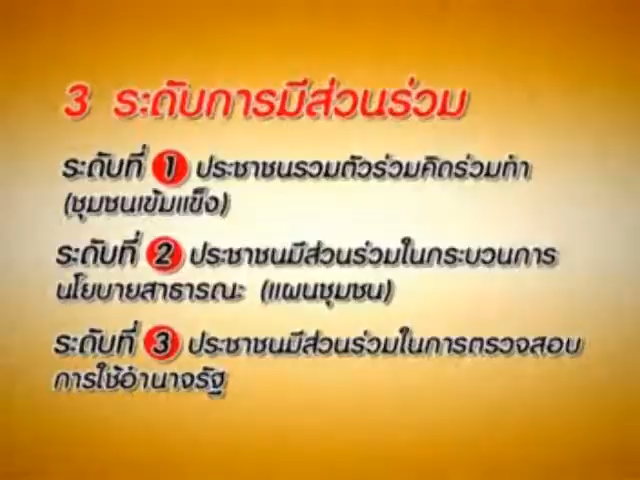 3 ระดับการมีส่วนร่วม
ระดับที่ 1 ประชาชนรวมตัวร่วมคิดร่วมทำ
(ชุมชนเข้มแข็ง)
ระดับที่ 2 ประชาชนมีส่วนร่วมในกระบวนการ
นโยบายสาธารณะ (แผนชุมชน)
ระดับที่ 3 ประชาชนมีส่วนร่วมในการตรวจสอบ
การใช้อำนาจรัฐ